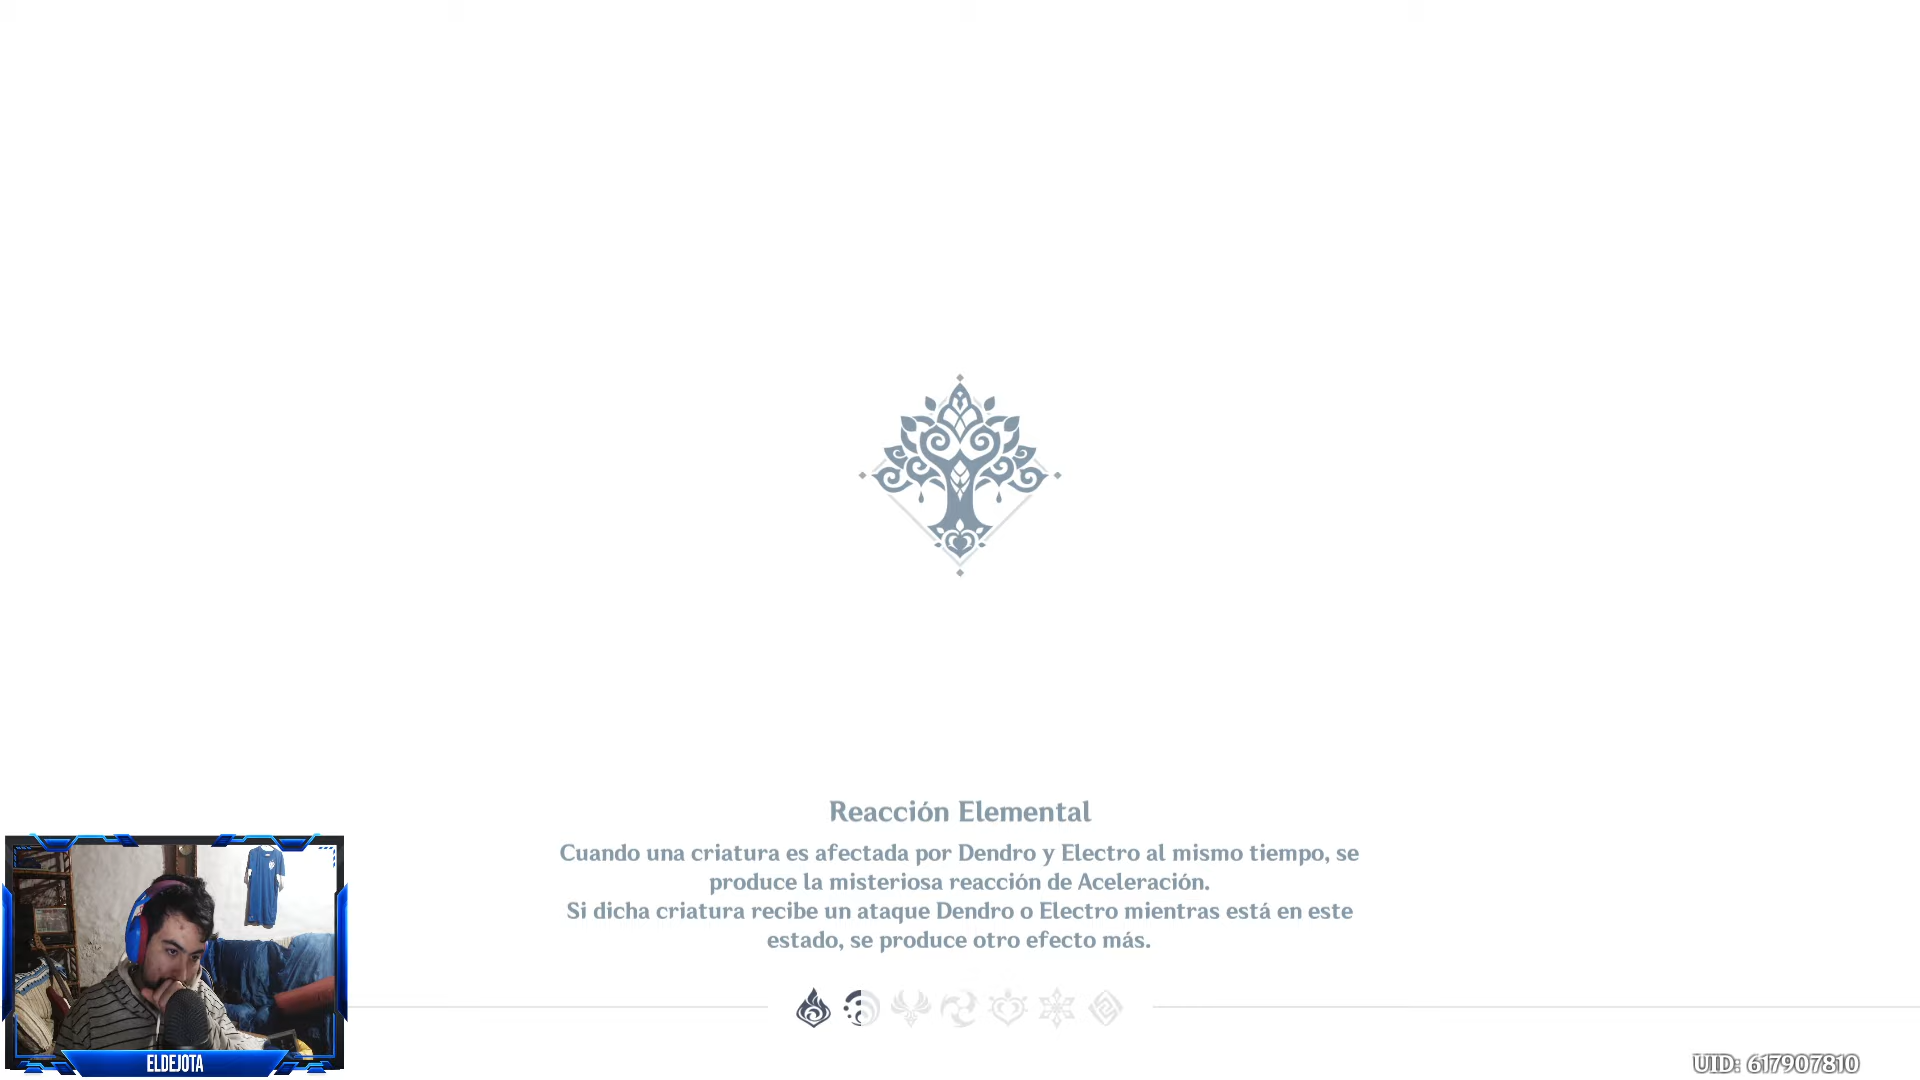 Reacción Elemental
Cuando una criatura es afectada por Dendro y Electro al mismo tiempo, se
produce la misteriosa reacción de Aceleración.
Si dicha criatura recibe un ataque Dendro o Electro mientras está en este
estado, se produce otro efecto más.
ELDEJOTA
UID: 617907810